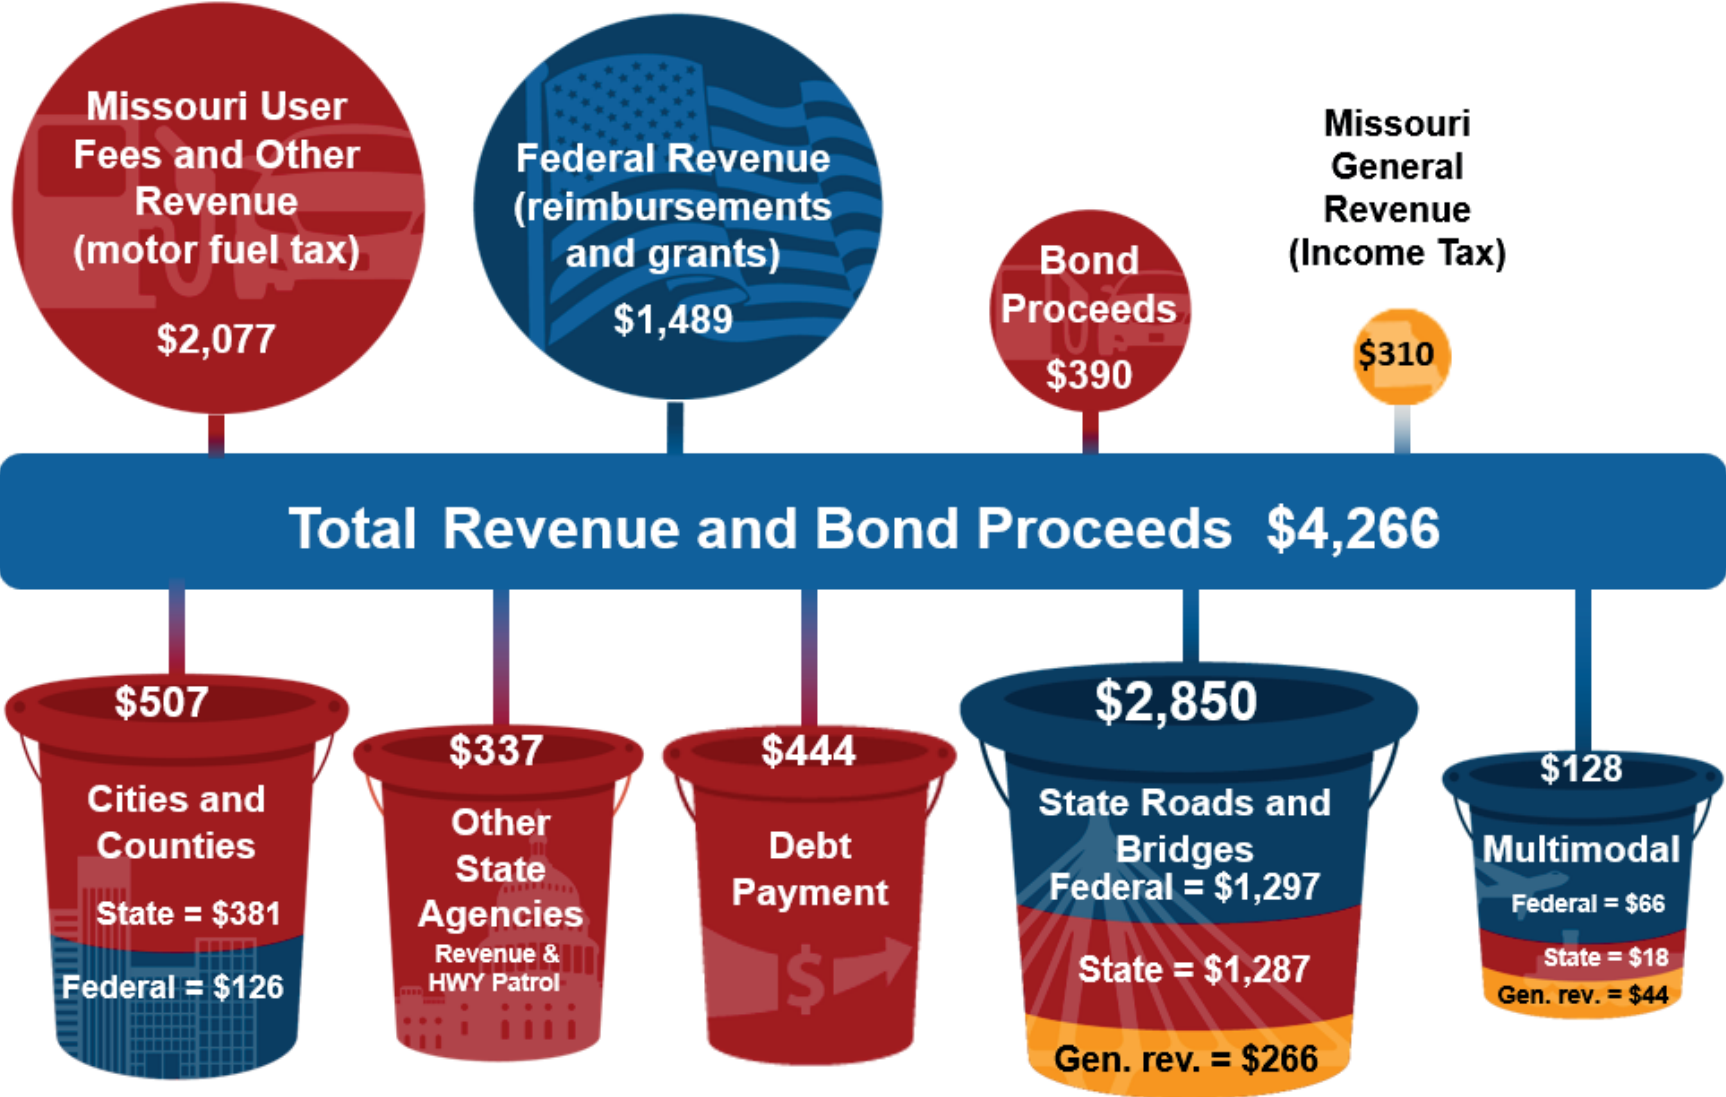 Missouri User
Fees and Other
Revenue
(motor fuel tax)
$2,077
Federal Revenue
(reimbursements
and grants)
$1,489
Bond
Proceeds
$390
Missouri
General
Revenue
(Income Tax)
$310
Total Revenue and Bond Proceeds $4,266
$507
Cities and
Counties
State = $381
Federal = $126
$337
Other
State
Agencies
Revenue &
HWY Patrol
$444
Debt
Payment
$
$2,850
State Roads and
Bridges
Federal = $1,297
State = $1,287
Gen. rev. = $266
$128
Multimodal
Federal = $66
State = $18
Gen. rev. = $44